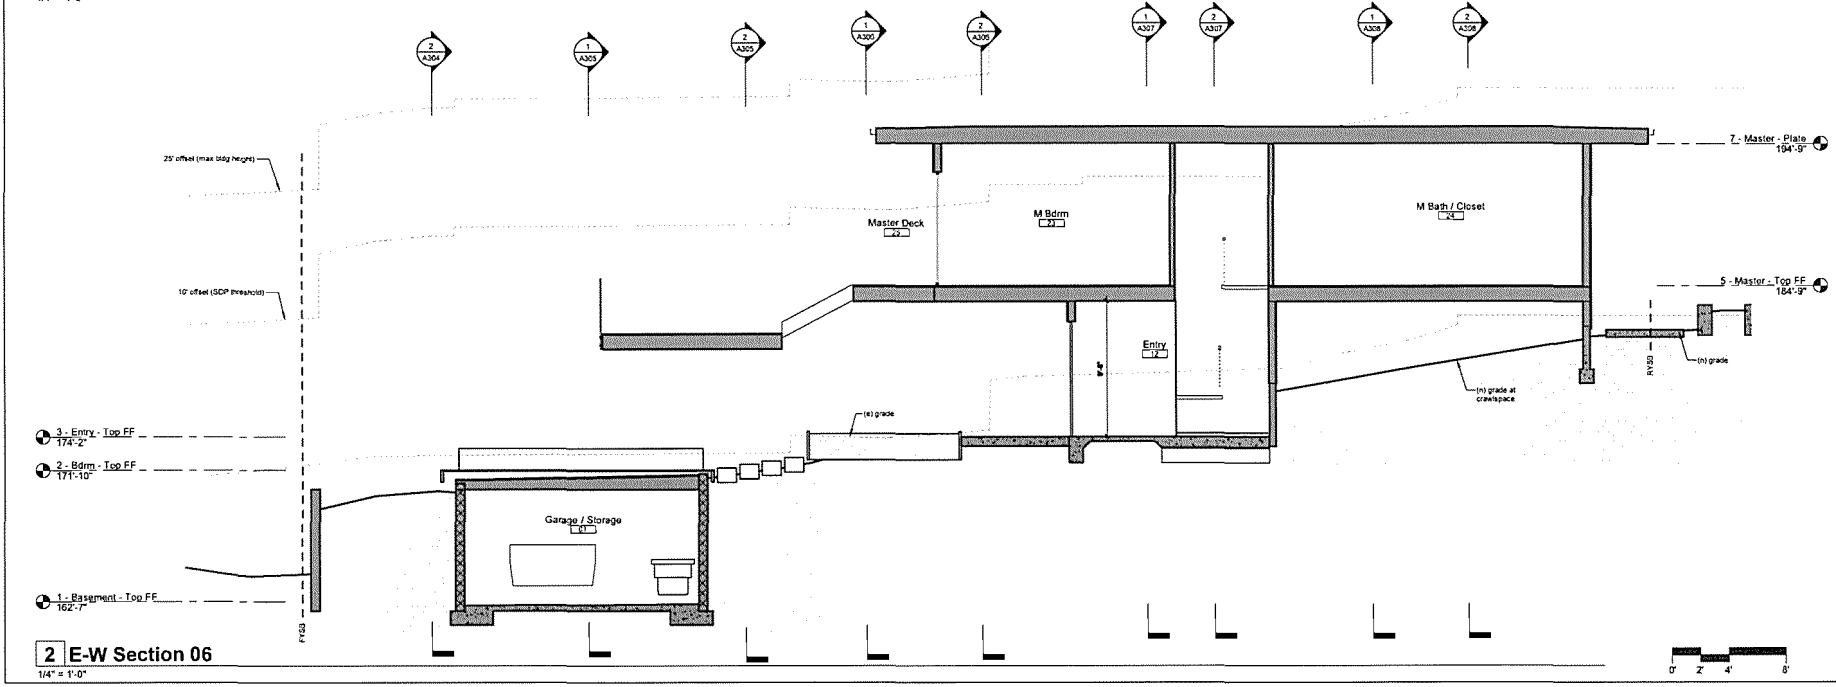 2
A304
1
A305
2
A305
1
A306
2
A306
1
A307
2
A307
1
A308
2
A308
25' offset (max bldg height)
7 - Master - Plate
194'-9"
M Bdrm
23
M Bath / Closet
24
Master Deck
25
10' offset (SDP threshold)
5 - Master - Top FF
184'-9"
Entry
12
(n) grade
RYSB
(n) grade at
crawlspace
(e) grade
3 - Entry - Top FF
174'-2"
2 - Bdrm - Top FF
171'-10"
Garage / Storage
01
1 - Basement - Top FF
162'-7"
FYSB
2 E-W Section 06
1/4" = 1'-0"
0' 2' 4' 8'